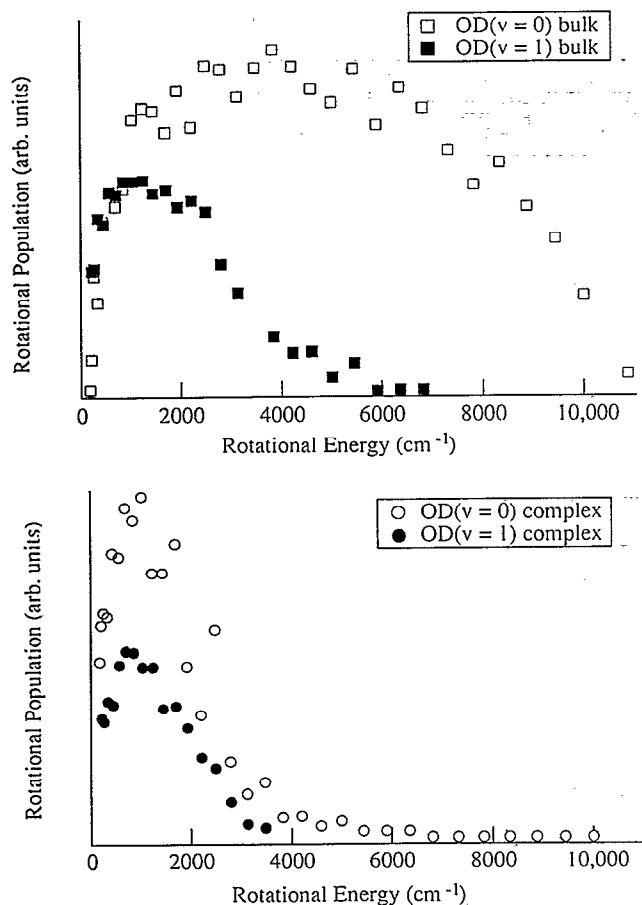 OD(v = 0) bulk
OD(v = 1) bulk
Rotational Population (arb. units)
0 2000 4000 6000 8000 10,000
Rotational Energy (cm⁻¹)
OD(v = 0) complex
OD(v = 1) complex
Rotational Population (arb. units)
0 2000 4000 6000 8000 10,000
Rotational Energy (cm⁻¹)